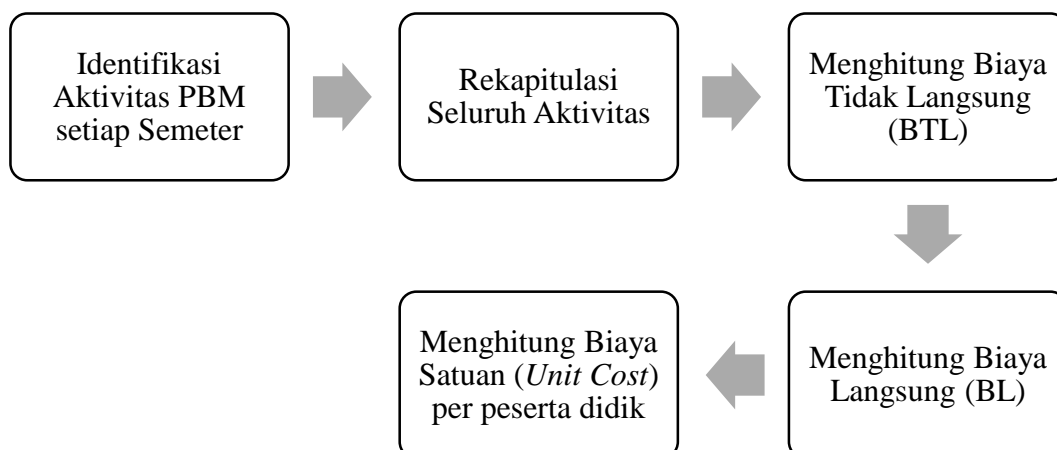 Identifikasi
Aktivitas PBM
setiap Semeter
Rekapitulasi
Seluruh Aktivitas
Menghitung Biaya
Tidak Langsung
(BTL)
Menghitung Biaya
Langsung (BL)
Menghitung Biaya
Satuan (Unit Cost)
per peserta didik